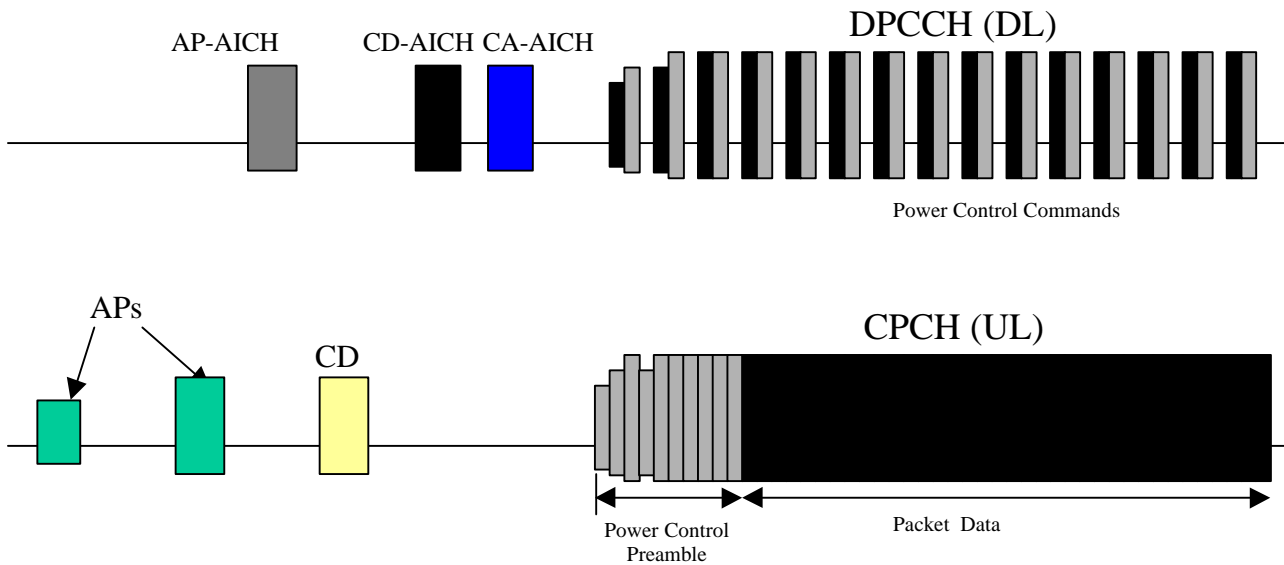 DPCCH (DL)
AP-AICH
CD-AICH CA-AICH
Power Control Commands
APs
CPCH (UL)
CD
Power Control
Preamble
Packet Data